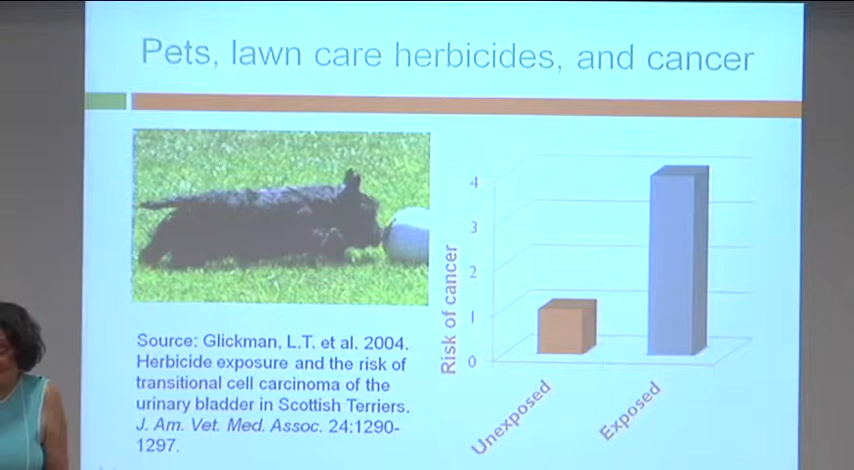 Pets, lawn care herbicides, and cancer
Source: Glickman, L.T. et al. 2004.
Herbicide exposure and the risk of
transitional cell carcinoma of the
urinary bladder in Scottish Terriers.
J. Am. Vet. Med. Assoc. 24:1290-
1297.
Risk of cancer
4
3
2
1
0
Unexposed
Exposed